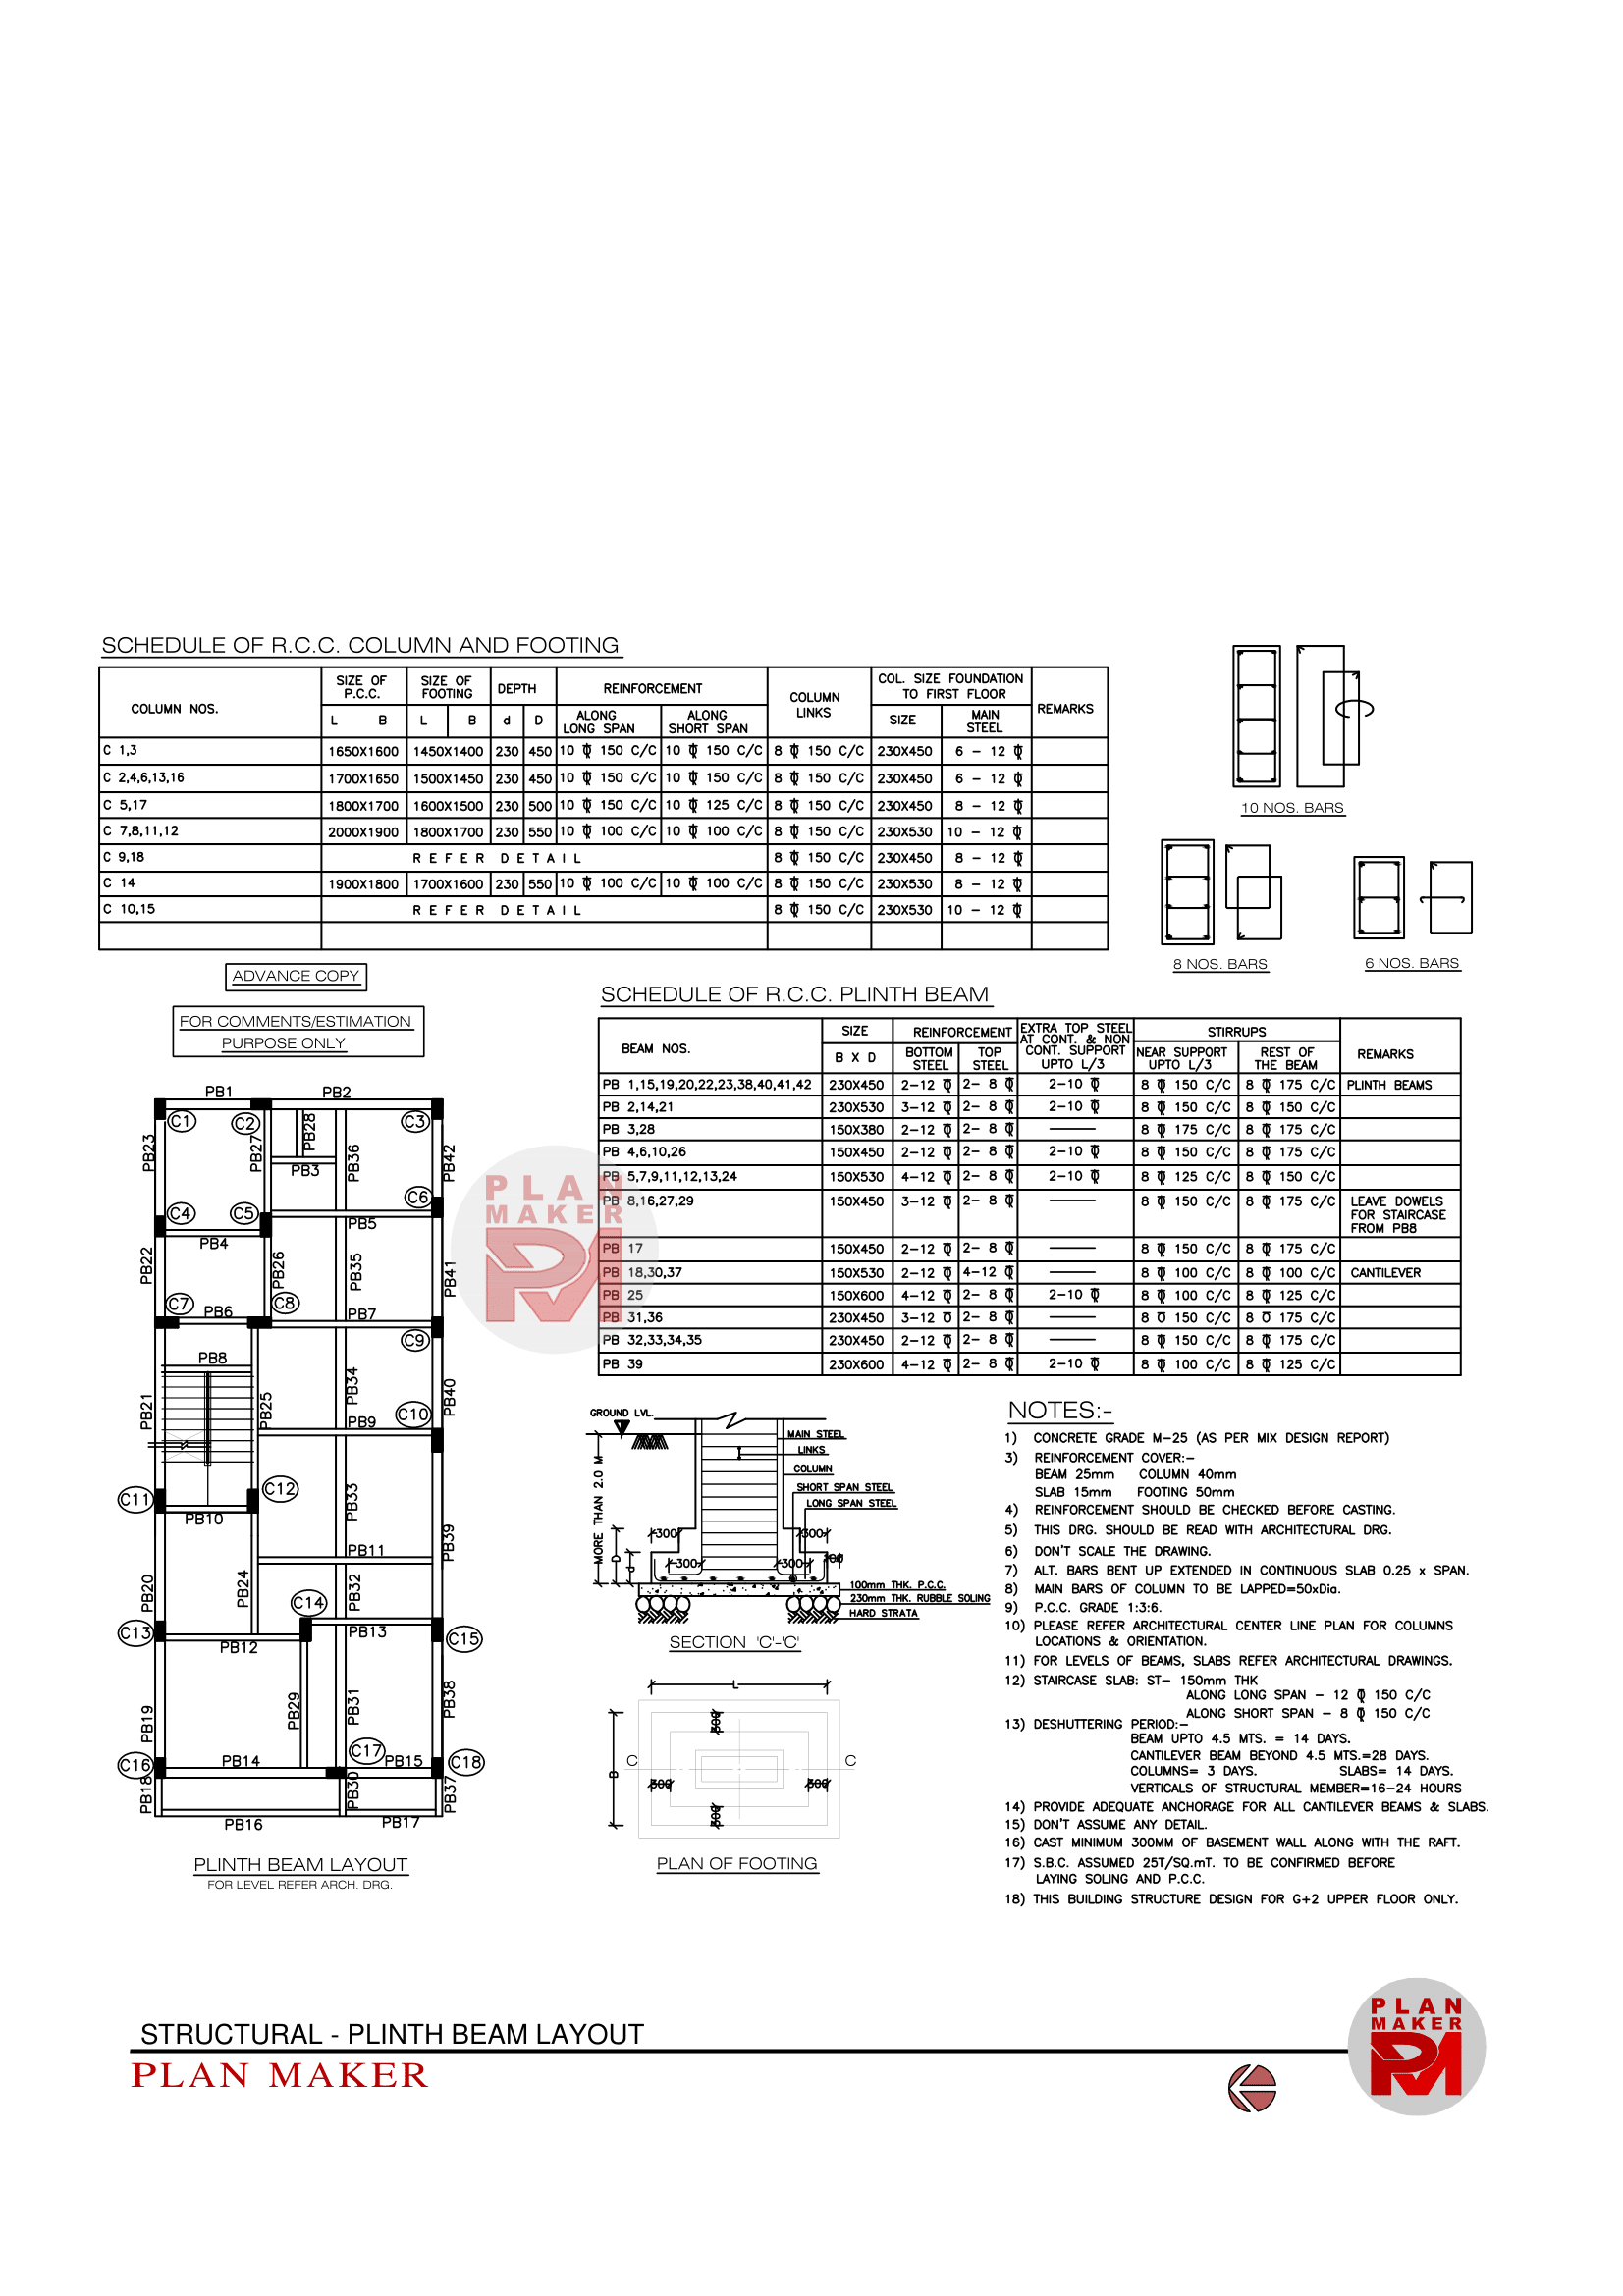 SCHEDULE OF R.C.C. COLUMN AND FOOTING
COLUMN NOS. SIZE OF P.C.C. SIZE OF FOOTING DEPTH REINFORCEMENT COLUMN LINKS COL. SIZE FOUNDATION TO FIRST FLOOR REMARKS
L B L B d D ALONG LONG SPAN ALONG SHORT SPAN SIZE MAIN STEEL
C 1,3 1650X1600 1450X1400 230 450 10 150 C/C 10 150 C/C 8 150 C/C 230X450 6 - 12
C 2,4,6,13,16 1700X1650 1500X1450 230 450 10 150 C/C 10 150 C/C 8 150 C/C 230X450 6 - 12
C 5,17 1800X1700 1600X1500 230 500 10 150 C/C 10 125 C/C 8 150 C/C 230X450 8 - 12
C 7,8,11,12 2000X1900 1800X1700 230 550 10 100 C/C 10 100 C/C 8 150 C/C 230X530 10 - 12
C 9,18 REFER DETAIL 8 150 C/C 230X450 8 - 12
C 14 1900X1800 1700X1600 230 550 10 100 C/C 10 100 C/C 8 150 C/C 230X530 8 - 12
C 10,15 REFER DETAIL 8 150 C/C 230X530 10 - 12
10 NOS. BARS
8 NOS. BARS
6 NOS. BARS
ADVANCE COPY
FOR COMMENTS/ESTIMATION
PURPOSE ONLY
SCHEDULE OF R.C.C. PLINTH BEAM
BEAM NOS. SIZE REINFORCEMENT EXTRA TOP STEEL AT CONT. & NON CONT. SUPPORT UPTO L/3 STIRRUPS REMARKS
B X D BOTTOM STEEL TOP STEEL NEAR SUPPORT UPTO L/3 REST OF THE BEAM
PB 1,15,19,20,22,23,38,40,41,42 230X450 2-12 2- 8 2-10 8 150 C/C 8 175 C/C PLINTH BEAMS
PB 2,14,21 230X530 3-12 2- 8 2-10 8 150 C/C 8 150 C/C
PB 3,28 150X380 2-12 2- 8 8 175 C/C 8 175 C/C
PB 4,6,10,26 150X450 2-12 2- 8 2-10 8 150 C/C 8 175 C/C
PB 5,7,9,11,12,13,24 150X530 4-12 2- 8 2-10 8 125 C/C 8 150 C/C
PB 8,16,27,29 150X450 3-12 2- 8 8 150 C/C 8 175 C/C LEAVE DOWELS
FOR STAIRCASE
FROM PB8
PB 17 150X450 2-12 2- 8 8 150 C/C 8 175 C/C
PB 18,30,37 150X530 2-12 4-12 8 100 C/C 8 100 C/C CANTILEVER
PB 25 150X600 4-12 2- 8 2-10 8 100 C/C 8 125 C/C
PB 31,36 230X450 3-12 2- 8 8 150 C/C 8 175 C/C
PB 32,33,34,35 230X450 2-12 2- 8 8 150 C/C 8 175 C/C
PB 39 230X600 4-12 2- 8 2-10 8 100 C/C 8 125 C/C
PLAN
MAKER
PB1 PB2
C1 C2 PB28 C3
PB23 PB27 PB3 PB36 PB42
C4 C5 C6
PB4 PB5
PB22 PB26 PB35 PB41
C7 PB6 C8 PB7
C9
PB8
PB21 PB25 PB34 C10 PB40
PB9
C11 C12
PB10 PB33
PB11 PB39
PB20 PB24 PB32
C14
C13 PB12 PB13 C15
PB19 PB29 PB31 PB38
C17
C16 PB14 PB15 C18
PB18 PB30 PB37
PB16 PB17
PLINTH BEAM LAYOUT
FOR LEVEL REFER ARCH. DRG.
GROUND LVL.
MAIN STEEL
LINKS
COLUMN
SHORT SPAN STEEL
LONG SPAN STEEL
MORE THAN 2.0 M
D
d
300 300
300 300
100mm THK. P.C.C.
230mm THK. RUBBLE SOLING
HARD STRATA
SECTION 'C'-'C'
L
300
C C
B
300 300
300
PLAN OF FOOTING
NOTES:-
1) CONCRETE GRADE M-25 (AS PER MIX DESIGN REPORT)
3) REINFORCEMENT COVER:-
BEAM 25mm COLUMN 40mm
SLAB 15mm FOOTING 50mm
4) REINFORCEMENT SHOULD BE CHECKED BEFORE CASTING.
5) THIS DRG. SHOULD BE READ WITH ARCHITECTURAL DRG.
6) DON'T SCALE THE DRAWING.
7) ALT. BARS BENT UP EXTENDED IN CONTINUOUS SLAB 0.25 x SPAN.
8) MAIN BARS OF COLUMN TO BE LAPPED=50xDia.
9) P.C.C. GRADE 1:3:6.
10) PLEASE REFER ARCHITECTURAL CENTER LINE PLAN FOR COLUMNS
LOCATIONS & ORIENTATION.
11) FOR LEVELS OF BEAMS, SLABS REFER ARCHITECTURAL DRAWINGS.
12) STAIRCASE SLAB: ST- 150mm THK
ALONG LONG SPAN - 12 150 C/C
ALONG SHORT SPAN - 8 150 C/C
13) DESHUTTERING PERIOD:-
BEAM UPTO 4.5 MTS. = 14 DAYS.
CANTILEVER BEAM BEYOND 4.5 MTS.=28 DAYS.
COLUMNS= 3 DAYS. SLABS= 14 DAYS.
VERTICALS OF STRUCTURAL MEMBER=16-24 HOURS
14) PROVIDE ADEQUATE ANCHORAGE FOR ALL CANTILEVER BEAMS & SLABS.
15) DON'T ASSUME ANY DETAIL.
16) CAST MINIMUM 300MM OF BASEMENT WALL ALONG WITH THE RAFT.
17) S.B.C. ASSUMED 25T/SQ.mT. TO BE CONFIRMED BEFORE
LAYING SOLING AND P.C.C.
18) THIS BUILDING STRUCTURE DESIGN FOR G+2 UPPER FLOOR ONLY.
STRUCTURAL - PLINTH BEAM LAYOUT
PLAN MAKER
PLAN
MAKER